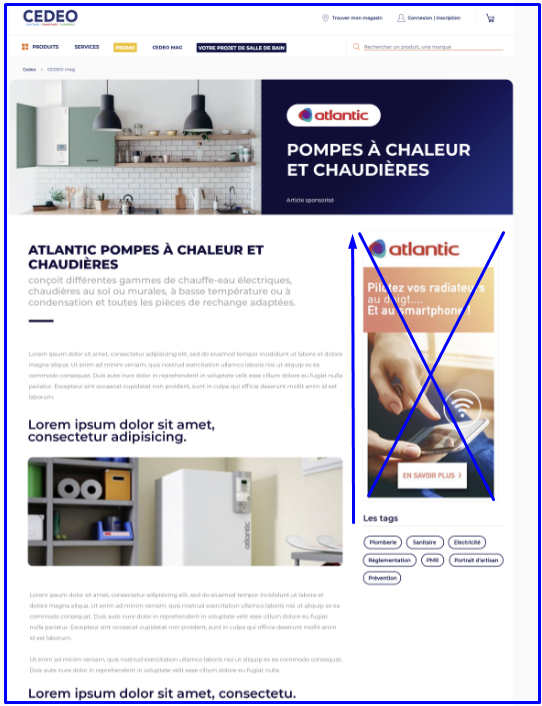 CEDEO
Trouver mon magasin
Connexion | Inscription
PRODUITS
SERVICES
PROMO
CEDEO MAG
VOTRE PROJET DE SALLE DE BAIN
Rechercher un produit, une marque
Cedeo > CEDEO mag
atlantic
POMPES À CHALEUR
ET CHAUDIÈRES
Article sponsorisé
ATLANTIC POMPES À CHALEUR ET
CHAUDIÈRES
conçoit différentes gammes de chauffe-eau électriques,
chaudières au sol ou murales, à basse température ou à
condensation et toutes les pièces de rechange adaptées.
Lorem ipsum dolor sit amet, consectetur adipisicing elit, sed do eiusmod tempor incididunt ut labore et dolore
magna aliqua. Ut enim ad minim veniam, quis nostrud exercitation ullamco laboris nisi ut aliquip ex ea
commodo consequat. Duis aute irure dolor in reprehenderit in voluptate velit esse cillum dolore eu fugiat nulla
pariatur. Excepteur sint occaecat cupidatat non proident, sunt in culpa qui officia deserunt mollit anim id est
laborum.
Lorem ipsum dolor sit amet,
consectetur adipisicing.
atlantic
Lorem ipsum dolor sit amet, consectetur adipisicing elit, sed do eiusmod tempor incididunt ut labore et
dolore magna aliqua. Ut enim ad minim veniam, quis nostrud exercitation ullamco laboris nisi ut aliquip ex ea
commodo consequat. Duis aute irure dolor in reprehenderit in voluptate velit esse cillum dolore eu fugiat nulla
pariatur. Excepteur sint occaecat cupidatat non proident, sunt in culpa qui officia deserunt mollit anim
id est laborum.
Ut enim ad minim veniam, quis nostrud exercitation ullamco laboris nisi ut aliquip ex ea commodo consequat.
Duis aute irure dolor in reprehenderit in voluptate velit esse cillum dolore eu fugiat nulla
Lorem ipsum dolor sit amet, consectetu.
atlantic
Pilotez vos radiateurs
au doigt....
Et au smartphone !
EN SAVOIR PLUS >
Les tags
Plomberie
Sanitaire
Electricité
Réglementation
PMR
Portrait d'artisan
Prévention